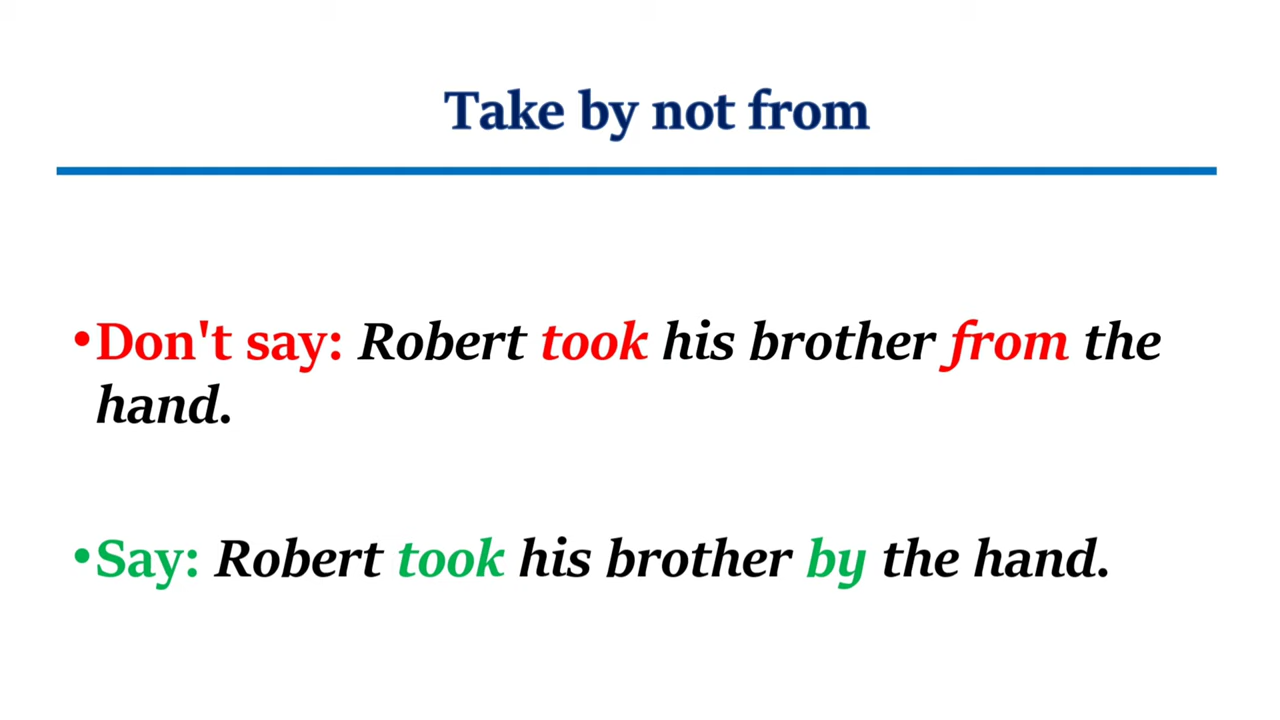 Take by not from
•Don't say: Robert took his brother from the
hand.
•Say: Robert took his brother by the hand.